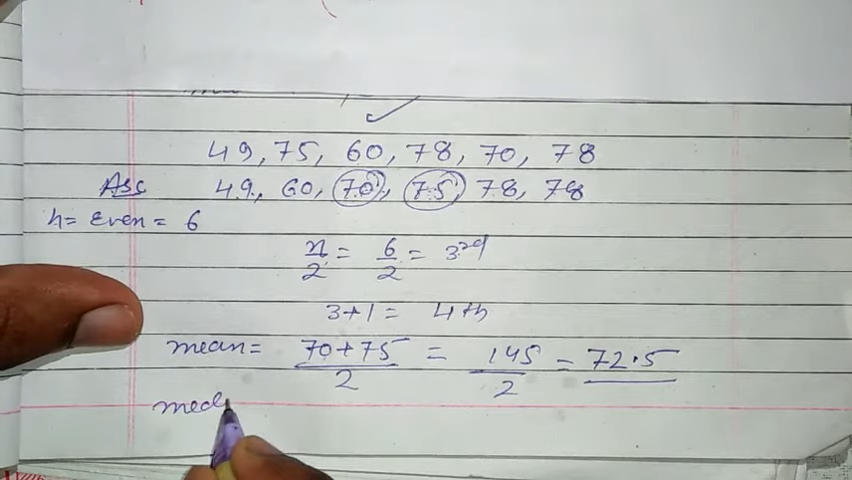 49, 75, 60, 78, 70, 78
Asc 49, 60, 70, 75, 78, 78
n = Even = 6
n/2 = 6/2 = 3rd
3+1 = 4th
mean = 70+75/2 = 145/2 = 72.5
med